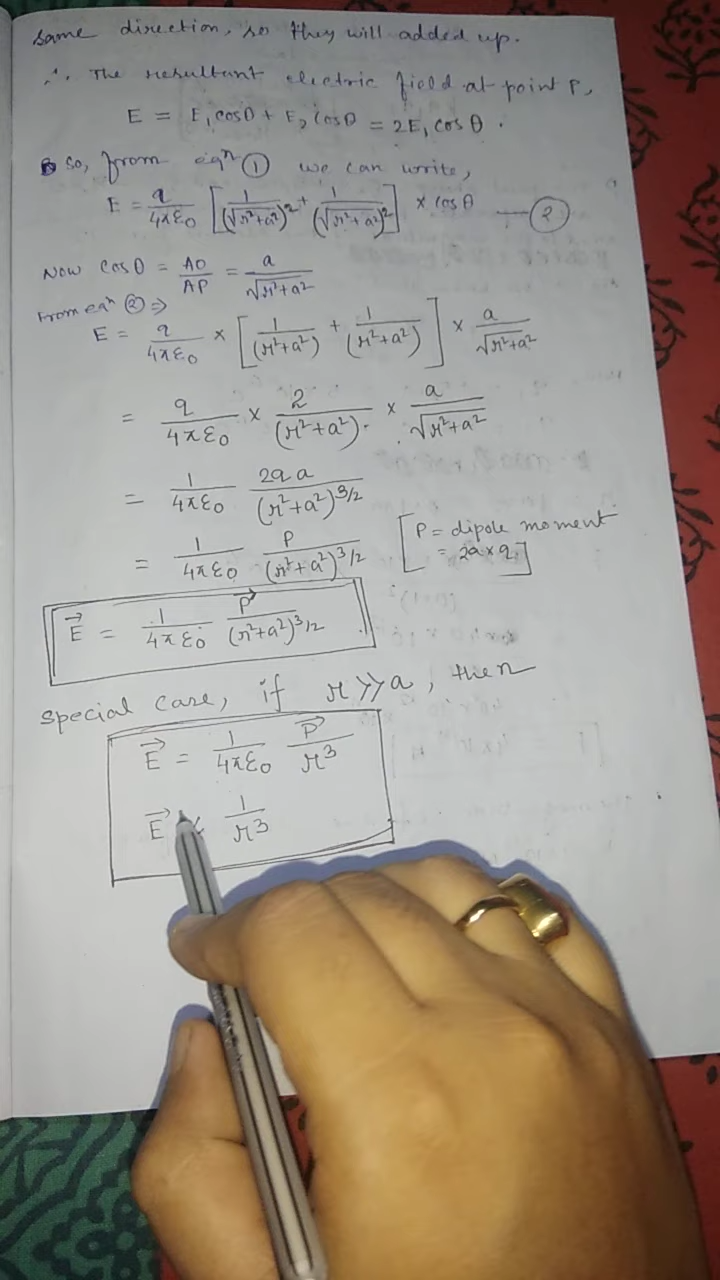 same direction, so they will added up.
∴ The resultant electric field at point P,
E = E₁cosθ + E₂cosθ = 2E₁cosθ.
So, from eqⁿ ① we can write,
E = q/4πε₀ [1/(√r²+a²)² + 1/(√r²+a²)²] × cosθ —②
Now cosθ = AO/AP = a/√r²+a²
From eqⁿ ② ⇒
E = q/4πε₀ × [1/(r²+a²) + 1/(r²+a²)] × a/√r²+a²
= q/4πε₀ × 2/(r²+a²) × a/√r²+a²
= 1/4πε₀ 2qa/(r²+a²)^3/2
= 1/4πε₀ P/(r²+a²)^3/2 [P = dipole moment
= 2a×q]
E⃗ = 1/4πε₀ P⃗/(r²+a²)^3/2
Special case, if r>>a, then
E⃗ = 1/4πε₀ P⃗/r³
E⃗ ∝ 1/r³